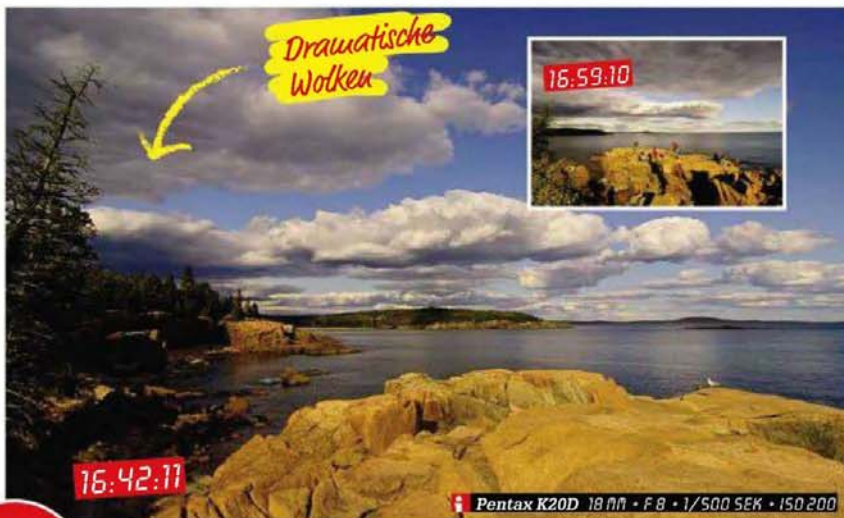 Dramatische
Wolken
16:59:10
16:42:11
i Pentax K20D 18 MM • F 8 • 1/500 SEK • ISO 200